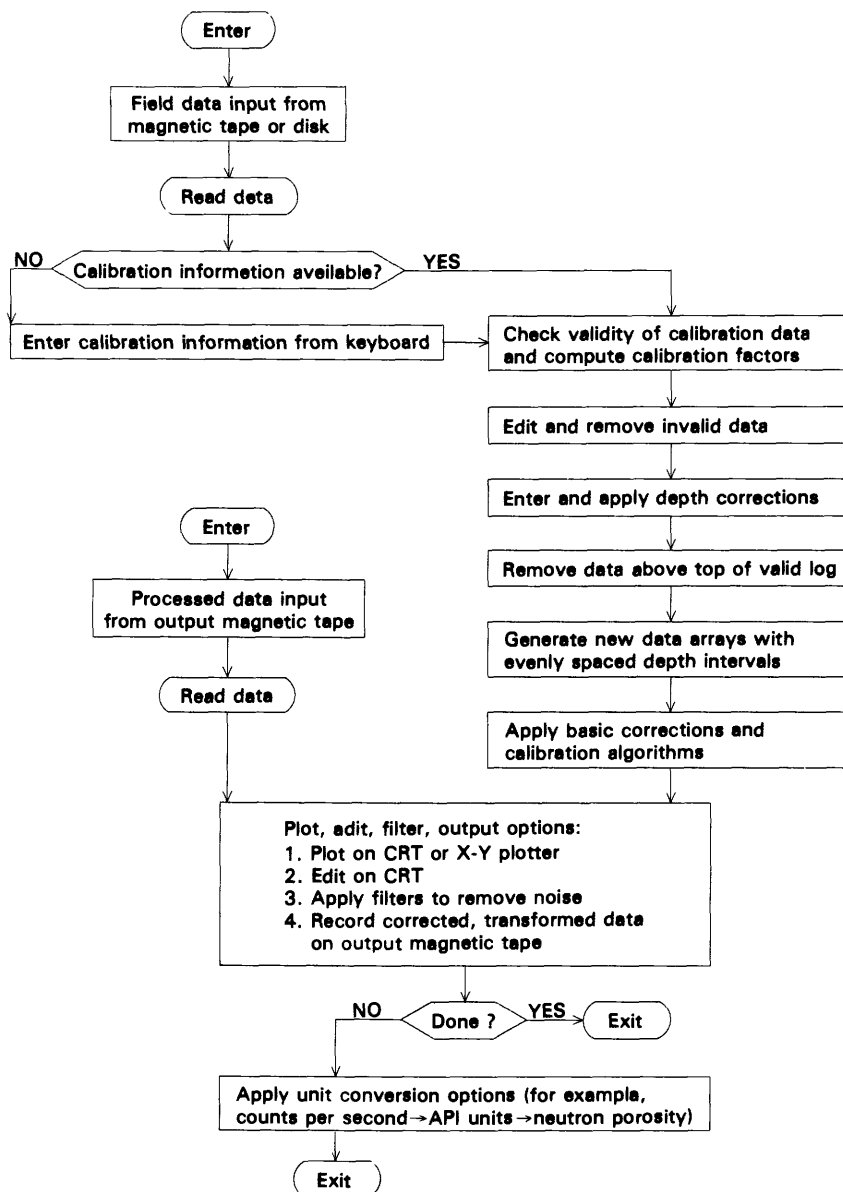 Enter
Field data input from
magnetic tape or disk
Read deta
NO
Calibration informetion available?
YES
Enter calibration information from keyboard
Check validity of calibration data
and compute calibration factors
Edit and remove invalid data
Enter and apply depth corrections
Remove data above top of valid log
Generate new data arrays with
evenly spaced depth intervals
Apply basic corrections and
calibration algorithms
Enter
Processed data input
from output magnetic tape
Read data
Plot, adit, filter, output options:
1. Plot on CRT or X-Y plotter
2. Edit on CRT
3. Apply filters to remove noise
4. Record corrected, transformed data
on output magnetic tape
NO
Done ?
YES
Exit
Apply unit conversion options (for exampla,
counts per second→API units→neutron porosity)
Exit